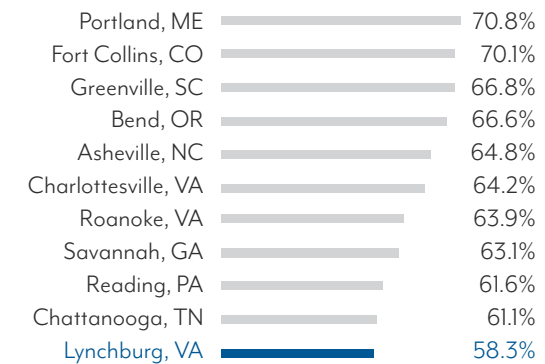 Portland, ME 70.8%
Fort Collins, CO 70.1%
Greenville, SC 66.8%
Bend, OR 66.6%
Asheville, NC 64.8%
Charlottesville, VA 64.2%
Roanoke, VA 63.9%
Savannah, GA 63.1%
Reading, PA 61.6%
Chattanooga, TN 61.1%
Lynchburg, VA 58.3%